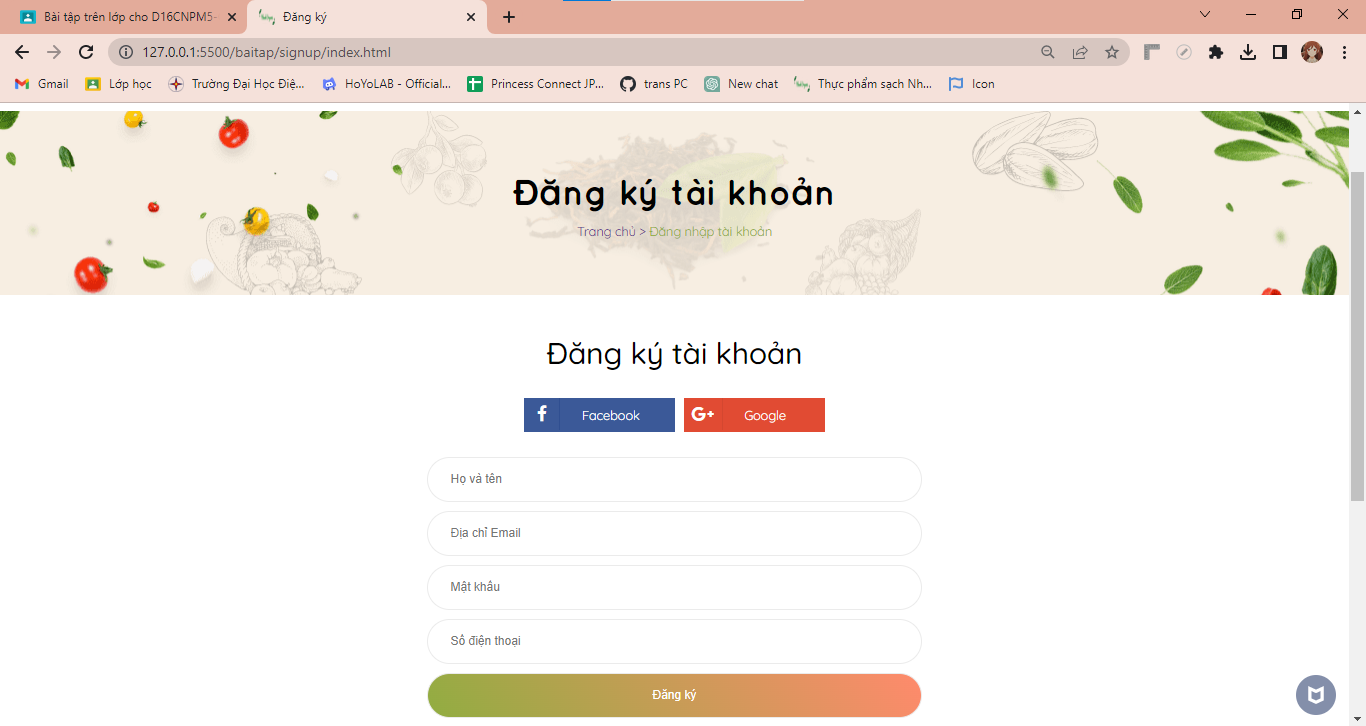 Bài tập trên lớp cho D16CNPM5-
Đăng ký
127.0.0.1:5500/baitap/signup/index.html
Gmail
Lớp học
Trường Đại Học Điệ...
HoYoLAB - Official...
Princess Connect JP...
trans PC
New chat
Thực phẩm sạch Nh...
Icon
Đăng ký tài khoản
Trang chủ > Đăng nhập tài khoản
Đăng ký tài khoản
Facebook
G+ Google
Họ và tên
Địa chỉ Email
Mật khẩu
Số điện thoại
Đăng ký